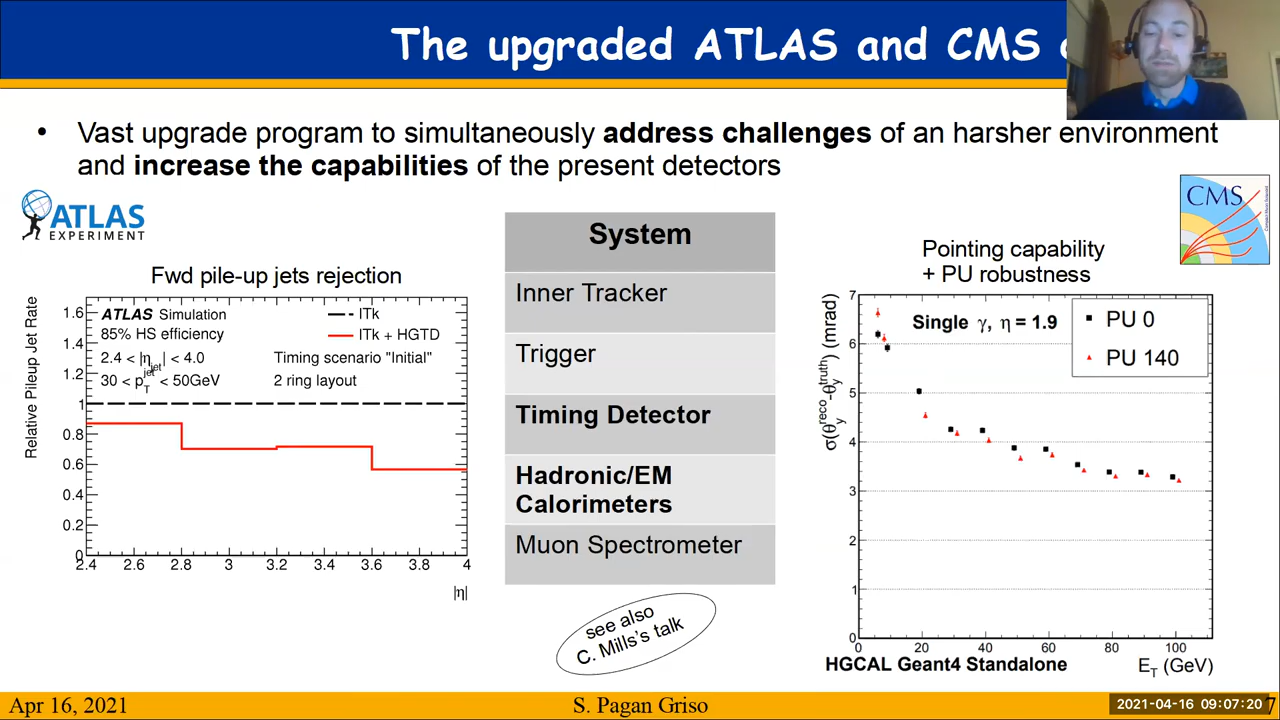 The upgraded ATLAS and CMS
• Vast upgrade program to simultaneously address challenges of an harsher environment
and increase the capabilities of the present detectors
ATLAS
EXPERIMENT
Fwd pile-up jets rejection
Relative Pileup Jet Rate
ATLAS Simulation
85% HS efficiency
2.4 < |η_jet| < 4.0
30 < p_T^jet < 50GeV
ITk
ITk + HGTD
Timing scenario "Initial"
2 ring layout
1.6
1.4
1.2
1
0.8
0.6
0.4
0.2
0
2.4 2.6 2.8 3 3.2 3.4 3.6 3.8 4
|η|
System
Inner Tracker
Trigger
Timing Detector
Hadronic/EM
Calorimeters
Muon Spectrometer
see also
C. Mills's talk
CMS
Pointing capability
+ PU robustness
σ(θ_y^reco-θ_y^truth) (mrad)
Single γ, η = 1.9
PU 0
PU 140
7
6
5
4
3
2
1
0
0 20 40 60 80 100
HGCAL Geant4 Standalone
E_T (GeV)
Apr 16, 2021
S. Pagan Griso
2021-04-16 09:07:20
7